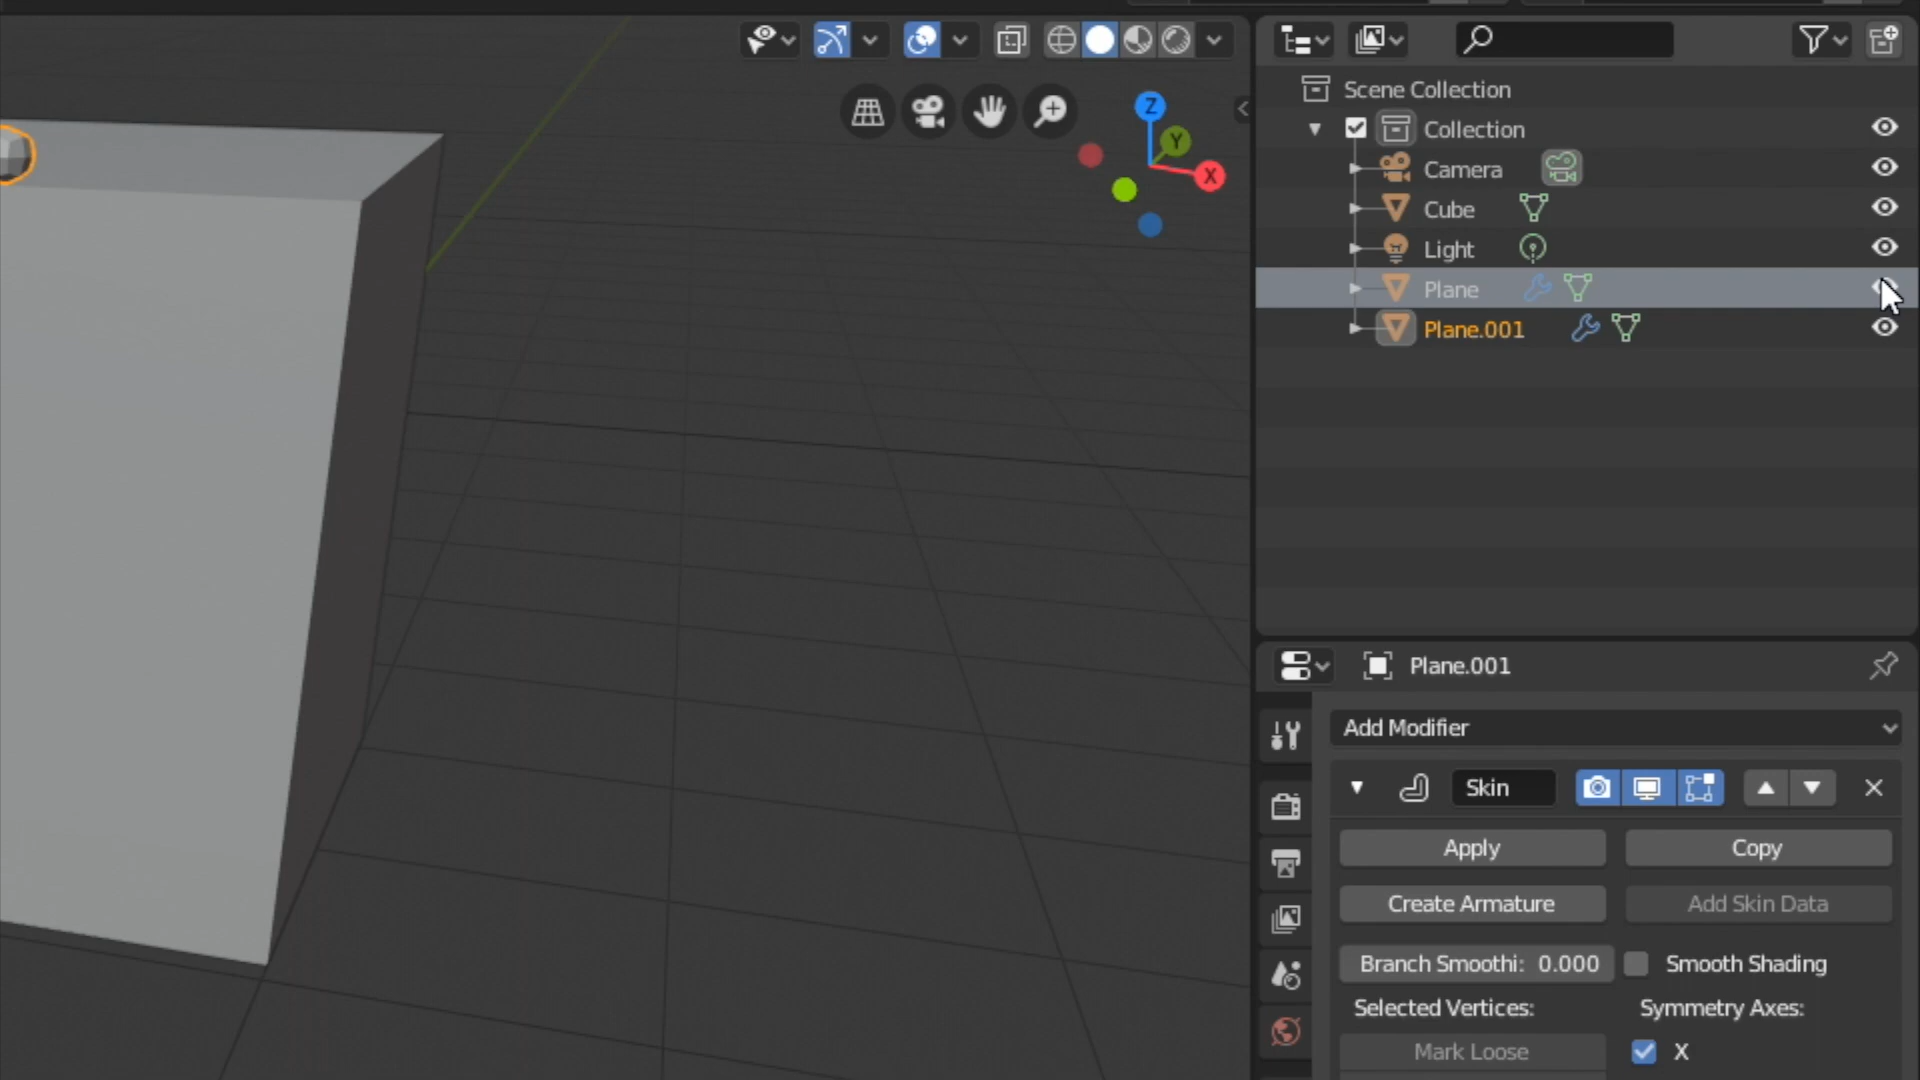 Z
Y
X
Scene Collection
Collection
Camera
Cube
Light
Plane
Plane.001
Plane.001
Add Modifier
Skin
Apply
Copy
Create Armature
Add Skin Data
Branch Smoothi: 0.000
Smooth Shading
Selected Vertices:
Symmetry Axes:
Mark Loose
X